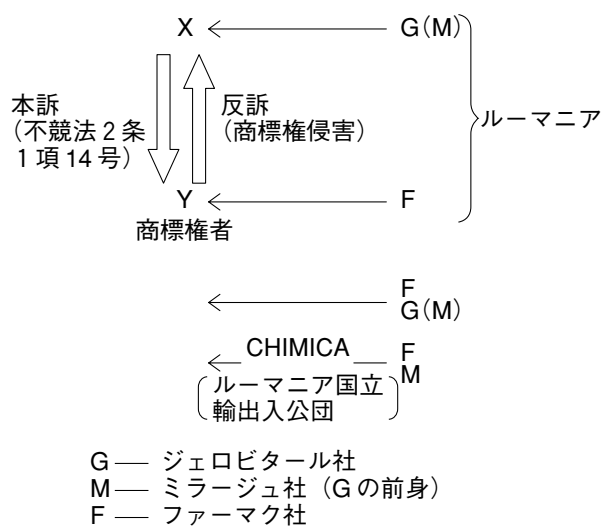 X
G(M)
本訴
(不競法2条
1項14号)
反訴
(商標権侵害)
ルーマニア
Y
F
商標権者
F
G(M)
CHIMICA
F
M
ルーマニア国立
輸出入公団
G — ジェロビタール社
M — ミラージュ社(Gの前身)
F — ファーマク社